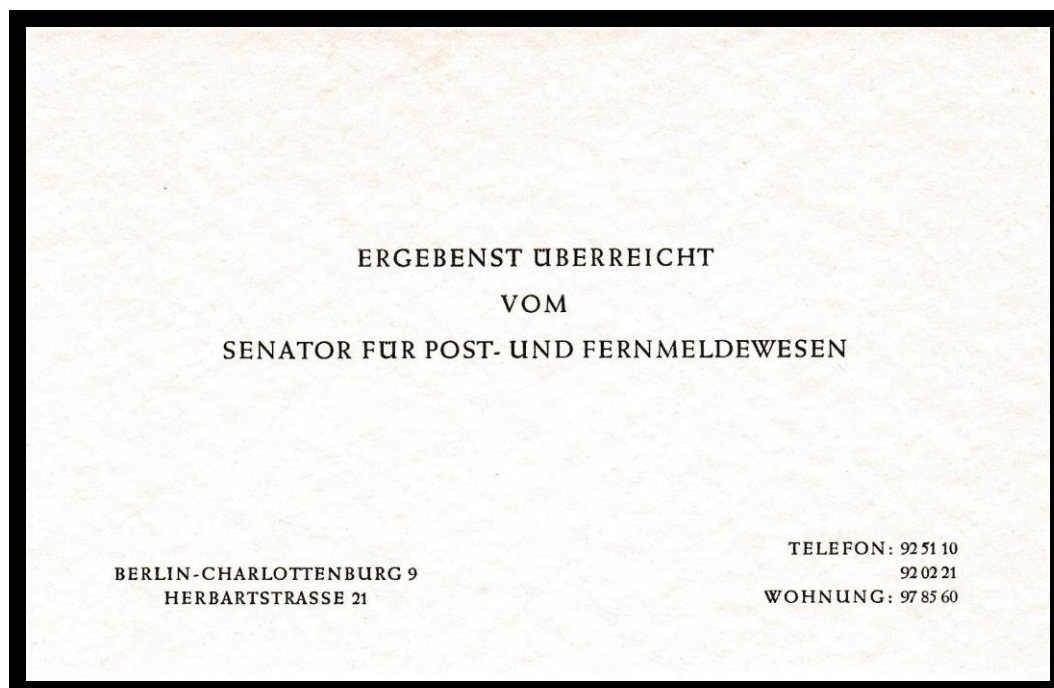 ERGEBENST ÜBERREICHT
VOM
SENATOR FÜR POST- UND FERNMELDEWESEN
BERLIN-CHARLOTTENBURG 9
HERBARTSTRASSE 21
TELEFON: 92 51 10
92 02 21
WOHNUNG: 97 85 60